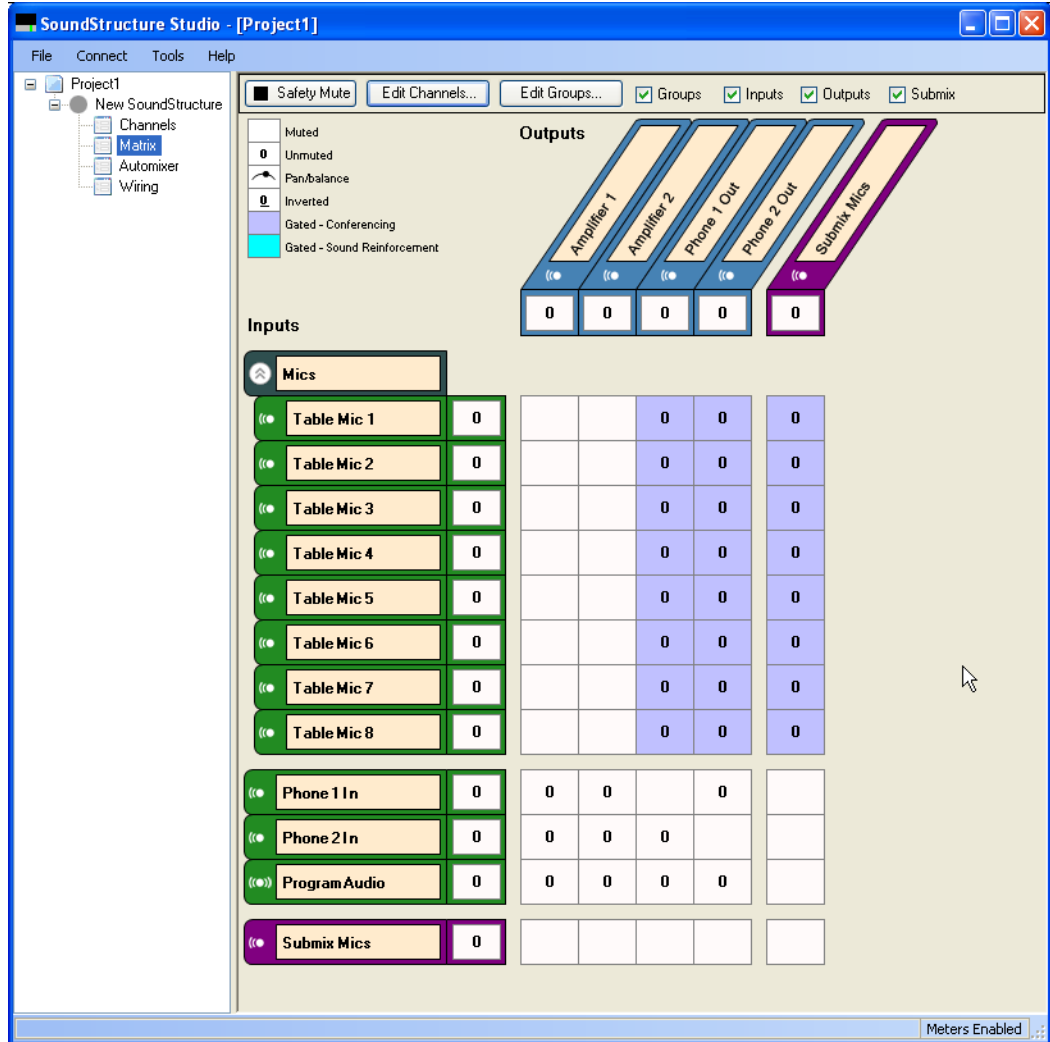 SoundStructure Studio - [Project1]
File Connect Tools Help
Project1
New SoundStructure
Channels
Matrix
Automixer
Wiring
Safety Mute Edit Channels... Edit Groups... Groups Inputs Outputs Submix
Muted
0 Unmuted
Pan/balance
0 Inverted
Gated - Conferencing
Gated - Sound Reinforcement
Outputs
Amplifier 1
Amplifier 2
Phone 1 Out
Phone 2 Out
Submix Mics
0 0 0 0 0
Inputs
Mics
Table Mic 1 0 0 0 0
Table Mic 2 0 0 0 0
Table Mic 3 0 0 0 0
Table Mic 4 0 0 0 0
Table Mic 5 0 0 0 0
Table Mic 6 0 0 0 0
Table Mic 7 0 0 0 0
Table Mic 8 0 0 0 0
Phone 1 In 0 0 0 0
Phone 2 In 0 0 0 0
Program Audio 0 0 0 0 0
Submix Mics 0
Meters Enabled